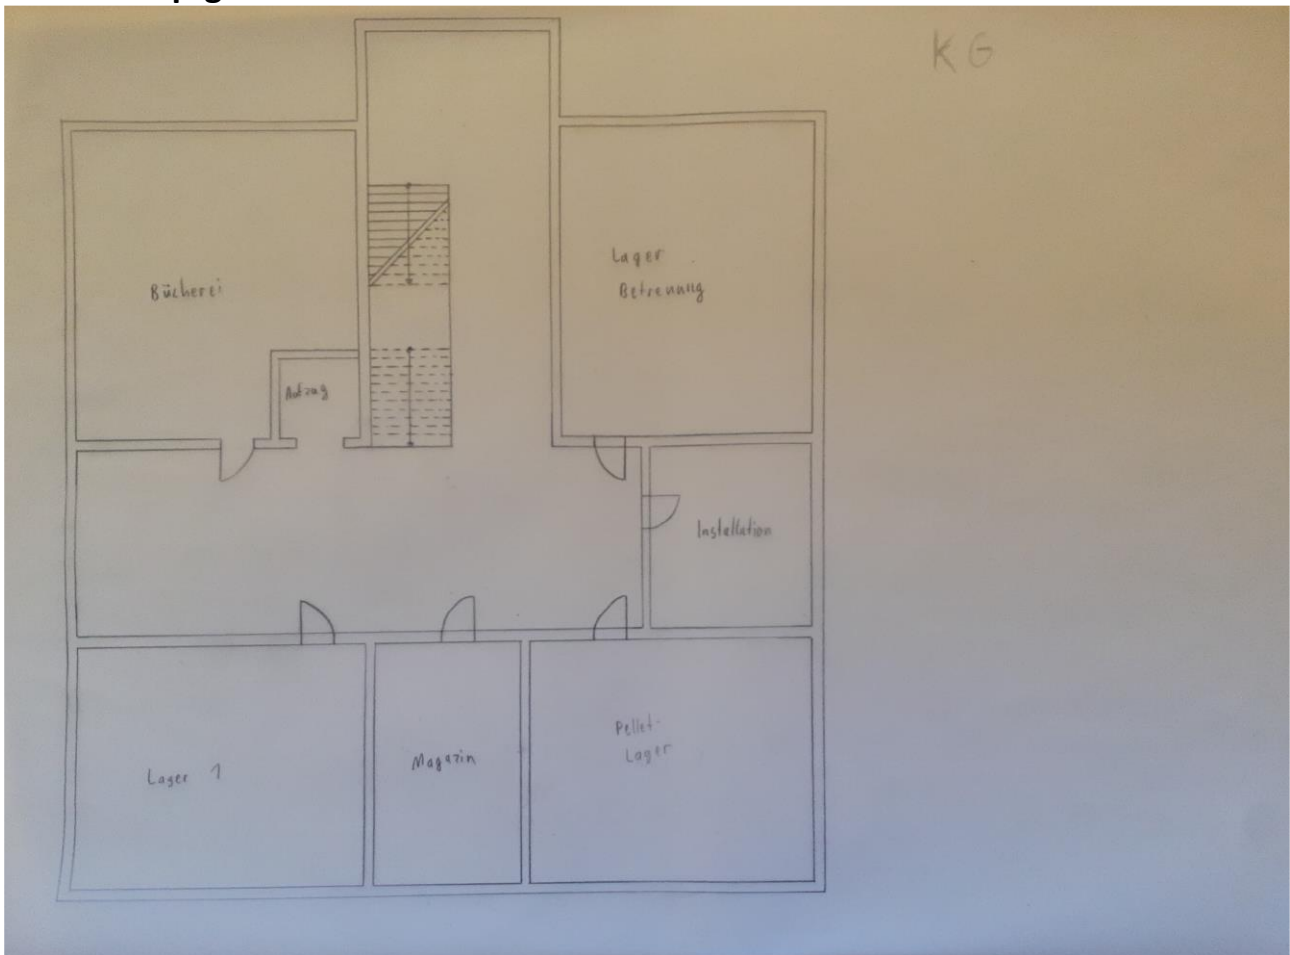 KG
Lager
Betreuung
Bücherei
Aufzug
Installation
Pellet-
Lager
Magazin
Lager 1